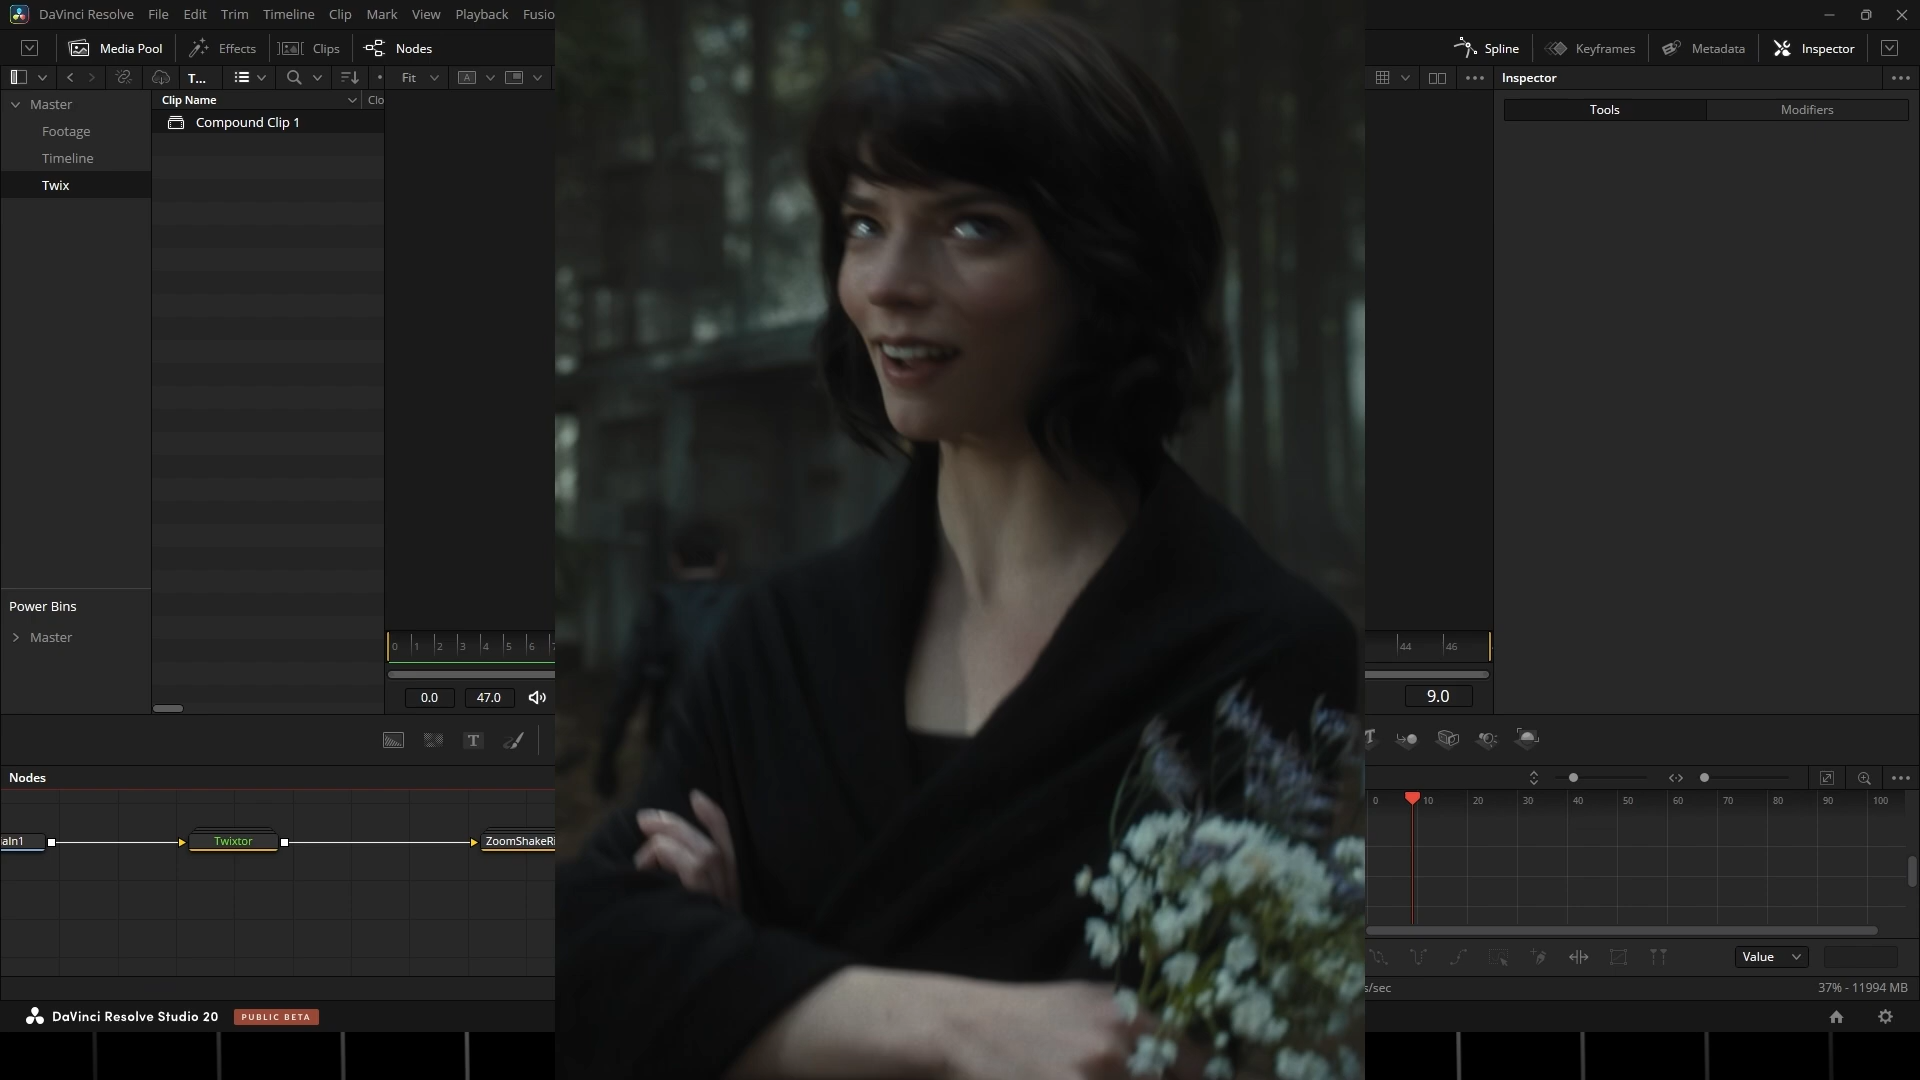 DaVinci Resolve File Edit Trim Timeline Clip Mark View Playback Fusio
Media Pool Effects Clips Nodes Spline Keyframes Metadata Inspector
T... Fit A Inspector
Master Clip Name Clo Tools Modifiers
Footage Compound Clip 1
Timeline
Twix
Power Bins
Master
0 1 2 3 4 5 6 44 46
0.0 47.0 9.0
T
Nodes
0 10 20 30 40 50 60 70 80 90 100
aIn1 Twixtor ZoomShakeRi
Value
s/sec 37% - 11994 MB
DaVinci Resolve Studio 20 PUBLIC BETA